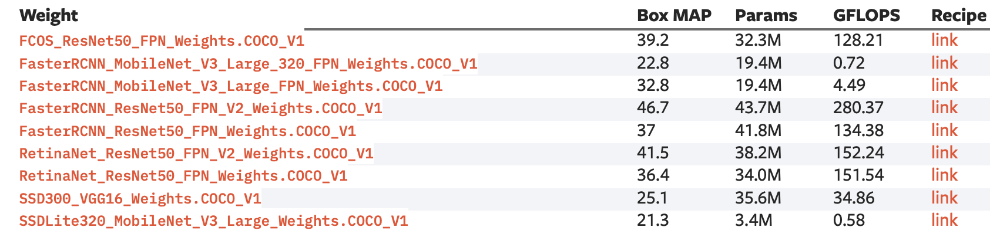 Weight Box MAP Params GFLOPS Recipe
FCOS_ResNet50_FPN_Weights.COCO_V1 39.2 32.3M 128.21 link
FasterRCNN_MobileNet_V3_Large_320_FPN_Weights.COCO_V1 22.8 19.4M 0.72 link
FasterRCNN_MobileNet_V3_Large_FPN_Weights.COCO_V1 32.8 19.4M 4.49 link
FasterRCNN_ResNet50_FPN_V2_Weights.COCO_V1 46.7 43.7M 280.37 link
FasterRCNN_ResNet50_FPN_Weights.COCO_V1 37 41.8M 134.38 link
RetinaNet_ResNet50_FPN_V2_Weights.COCO_V1 41.5 38.2M 152.24 link
RetinaNet_ResNet50_FPN_Weights.COCO_V1 36.4 34.0M 151.54 link
SSD300_VGG16_Weights.COCO_V1 25.1 35.6M 34.86 link
SSDLite320_MobileNet_V3_Large_Weights.COCO_V1 21.3 3.4M 0.58 link